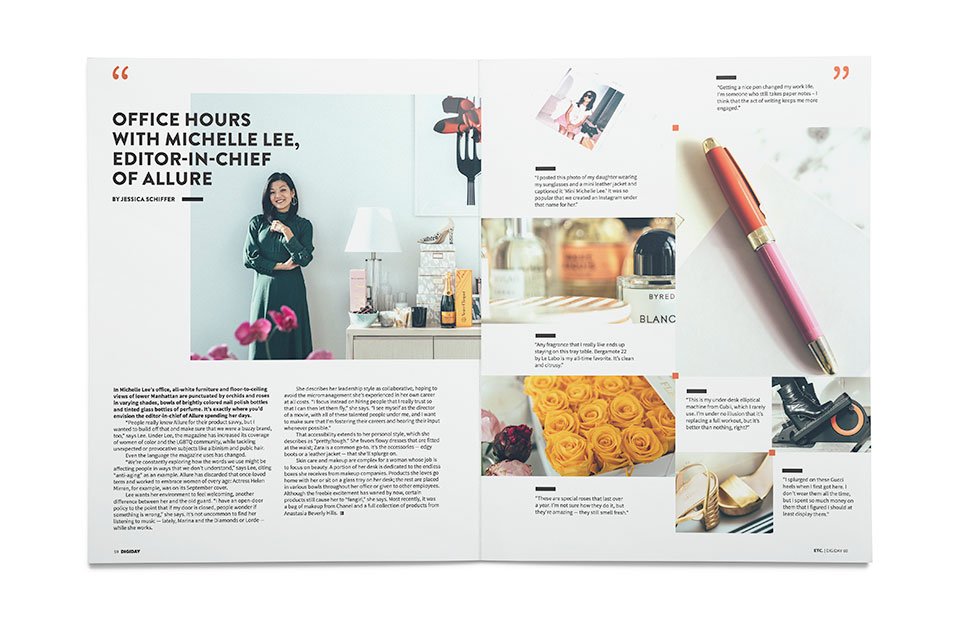 “
OFFICE HOURS
WITH MICHELLE LEE,
EDITOR-IN-CHIEF
OF ALLURE
BY JESSICA SCHIFFER
In Michelle Lee's office, all-white furniture and floor-to-ceiling
views of lower Manhattan are punctuated by orchids and roses
in varying shades, bowls of brightly colored nail polish bottles
and tinted glass bottles of perfume. It's exactly where you'd
envision the editor-in-chief of Allure spending her days.
"People really know Allure for their product savvy, but I
wanted to build off that and make sure that we were a buzzy brand,
too," says Lee. Under Lee, the magazine has increased its coverage
of women of color and the LGBTQ community, while tackling
unexpected or provocative subjects like a binimum and pubic hair.
Even the language the magazine uses has changed.
"We're constantly exploring how the words we use might be
affecting people in ways that we don't understand," says Lee, citing
"anti-aging" as an example. Allure has discarded that once-loved
term and worked to embrace women of every age: Actress Helen
Mirren, for example, was on its September cover.
Lee wants her environment to feel welcoming, another
difference between her and the old guard. "I have an open-door
policy to the point that if my door is closed, people wonder if
something is wrong," she says. It's not uncommon to find her
listening to music — lately, Marina and the Diamonds or Lorde —
while she works.
She describes her leadership style as collaborative, hoping to
avoid the micromanagement she's experienced in her own career
at all costs. "I focus instead on hiring people that I really trust so
that I can then let them fly," she says. "I see myself as the director
of a movie, with all of these talented people under me, and I want
to make sure that I'm fostering their careers and hearing their input
whenever possible."
That accessibility extends to her personal style, which she
describes as "pretty/tough." She favors flowy dresses that are fitted
at the waist; Zara is a common go-to. It's the accessories — edgy
boots or a leather jacket — that she'll splurge on.
Skin care and makeup are complex for a woman whose job is
to focus on beauty. A portion of her desk is dedicated to the endless
boxes she receives from makeup companies. Products she loves go
home with her or sit on a glass tray on her desk; the rest are placed
in various bowls throughout her office or given to other employees.
Although the freebie excitement has waned by now, certain
products still cause her to "fangirl," she says. Most recently, it was
a bag of makeup from Chanel and a full collection of products from
Anastasia Beverly Hills.
DIGIDAY
”
"Getting a nice pen changed my work life.
I'm someone who still takes paper notes – I
think that the act of writing keeps me more
engaged."
"I posted this photo of my daughter wearing
my sunglasses and a mini leather jacket and
captioned it 'Mini Michelle Lee.' It was so
popular that we created an Instagram under
that name for her."
BYRED
BLANC
"Any fragrance that I really like ends up
staying on this tray table. Bergamote 22
by Le Labo is my all-time favorite. It's clean
and citrusy."
"This is my under desk elliptical
machine from Cubii, which I rarely
use. I'm under no illusion that it's
replacing a full workout, but it's
better than nothing, right?"
"These are special roses that last over
a year. I'm not sure how they do it, but
they're amazing — they still smell fresh."
"I splurged on these Gucci
heels when I first got here. I
don't wear them all the time,
but I spent so much money on
them that I figured I should at
least display them."
ETC. | DIGIDAY 60